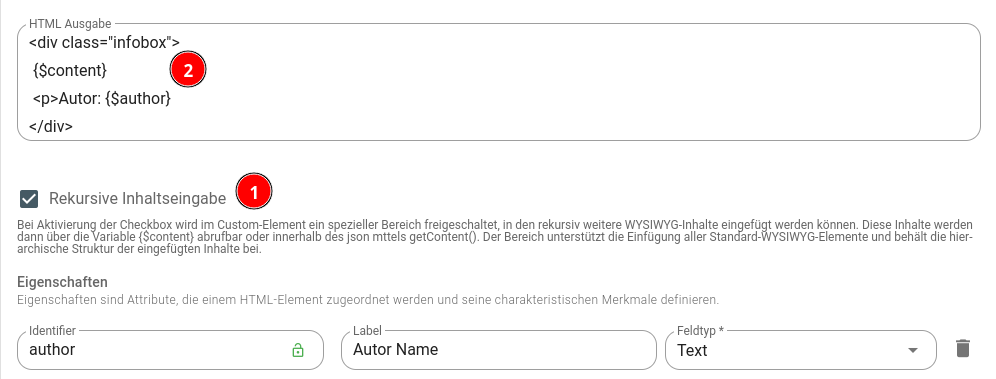 HTML Ausgabe
<div class="infobox">
{$content}
2
<p>Autor: {$author}
</div>
Rekursive Inhaltseingabe
1
Bei Aktivierung der Checkbox wird im Custom-Element ein spezieller Bereich freigeschaltet, in den rekursiv weitere WYSIWYG-Inhalte eingefügt werden können. Diese Inhalte werden
dann über die Variable {$content} abrufbar oder innerhalb des json mttels getContent(). Der Bereich unterstützt die Einfügung aller Standard-WYSIWYG-Elemente und behält die hier-
archische Struktur der eingefügten Inhalte bei.
Eigenschaften
Eigenschaften sind Attribute, die einem HTML-Element zugeordnet werden und seine charakteristischen Merkmale definieren.
Identifier
author
Label
Autor Name
Feldtyp *
Text